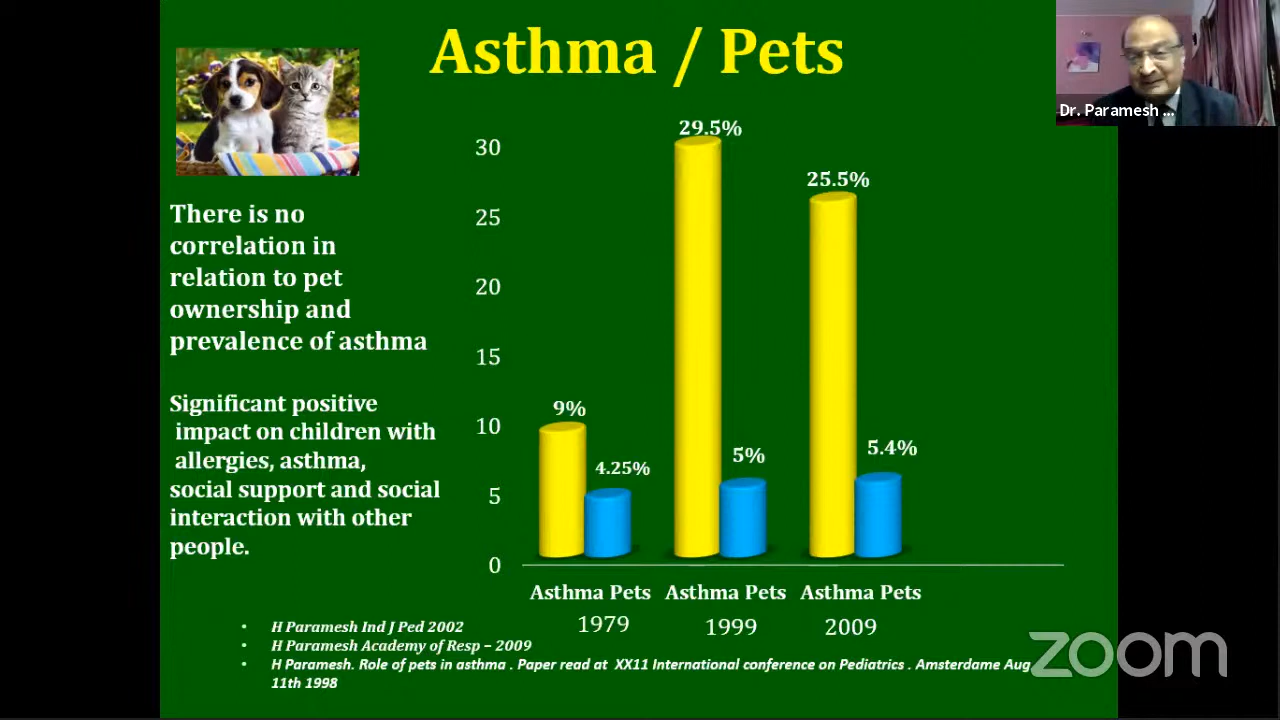 Asthma / Pets
Dr. Paramesh ...
There is no
correlation in
relation to pet
ownership and
prevalence of asthma
Significant positive
impact on children with
allergies, asthma,
social support and social
interaction with other
people.
30
25
20
15
10
5
0
9%
4.25%
29.5%
5%
25.5%
5.4%
Asthma Pets Asthma Pets Asthma Pets
1979 1999 2009
• H Paramesh Ind J Ped 2002
• H Paramesh Academy of Resp – 2009
• H Paramesh. Role of pets in asthma . Paper read at XX11 International conference on Pediatrics . Amsterdame Aug
11th 1998
zoom